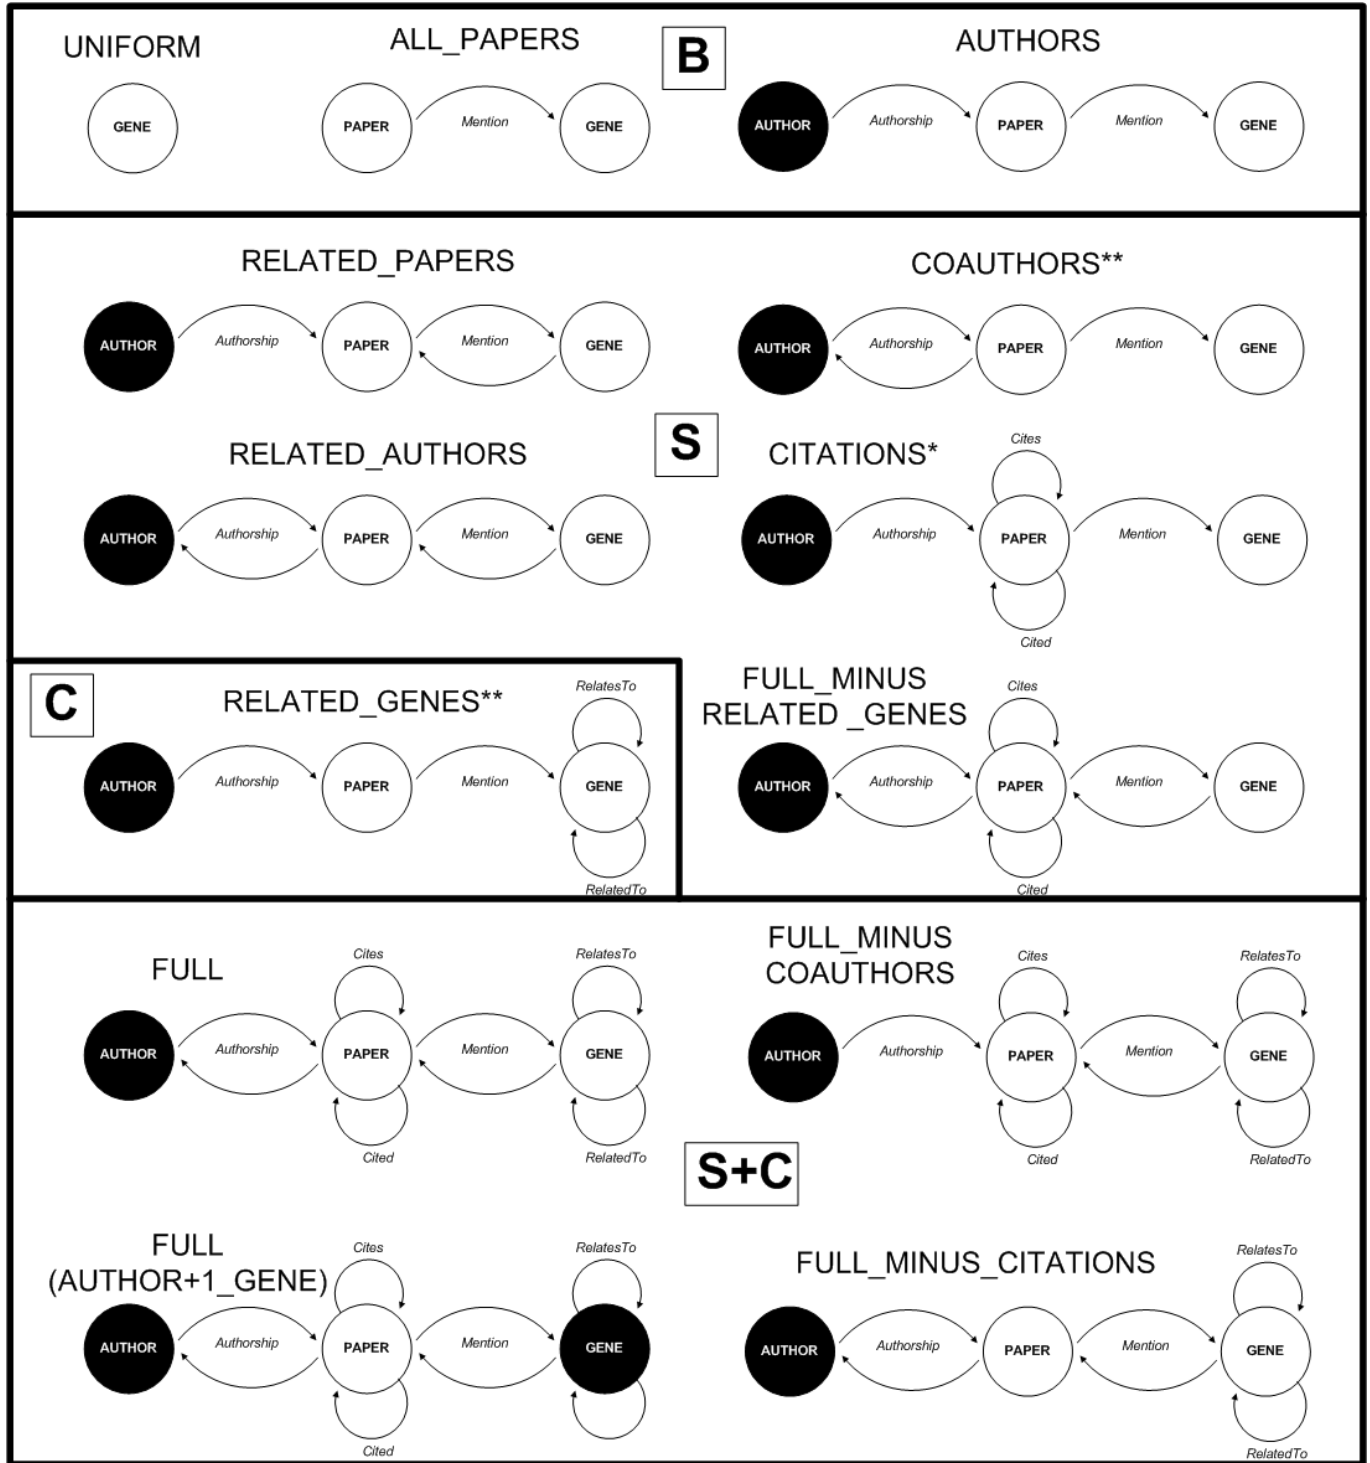 UNIFORM
GENE
ALL_PAPERS
PAPER
Mention
GENE
B
AUTHORS
AUTHOR
Authorship
PAPER
Mention
GENE
RELATED_PAPERS
AUTHOR
Authorship
PAPER
Mention
GENE
COAUTHORS**
AUTHOR
Authorship
PAPER
Mention
GENE
S
RELATED_AUTHORS
AUTHOR
Authorship
PAPER
Mention
GENE
CITATIONS*
Cites
AUTHOR
Authorship
PAPER
Mention
GENE
Cited
C
RELATED_GENES**
RelatesTo
AUTHOR
Authorship
PAPER
Mention
GENE
RelatedTo
FULL_MINUS
RELATED _GENES
Cites
AUTHOR
Authorship
PAPER
Mention
GENE
Cited
FULL
Cites
RelatesTo
AUTHOR
Authorship
PAPER
Mention
GENE
Cited
RelatedTo
FULL_MINUS
COAUTHORS
Cites
RelatesTo
AUTHOR
Authorship
PAPER
Mention
GENE
Cited
RelatedTo
S+C
FULL
(AUTHOR+1_GENE)
Cites
RelatesTo
AUTHOR
Authorship
PAPER
Mention
GENE
Cited
FULL_MINUS_CITATIONS
RelatesTo
AUTHOR
Authorship
PAPER
Mention
GENE
RelatedTo